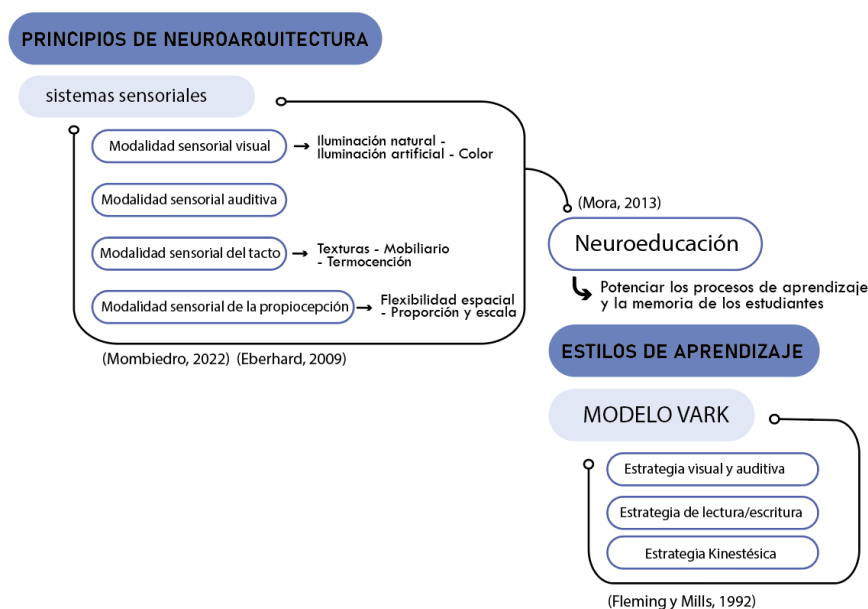 PRINCIPIOS DE NEUROARQUITECTURA
sistemas sensoriales
Modalidad sensorial visual
Iluminación natural -
Iluminación artificial - Color
Modalidad sensorial auditiva
Modalidad sensorial del tacto
Texturas - Mobiliario
- Termocención
Modalidad sensorial de la propiocepción
Flexibilidad espacial
- Proporción y escala
(Mombiedro, 2022) (Eberhard, 2009)
(Mora, 2013)
Neuroeducación
Potenciar los procesos de aprendizaje
y la memoria de los estudiantes
ESTILOS DE APRENDIZAJE
MODELO VARK
Estrategia visual y auditiva
Estrategia de lectura/escritura
Estrategia Kinestésica
(Fleming y Mills, 1992)